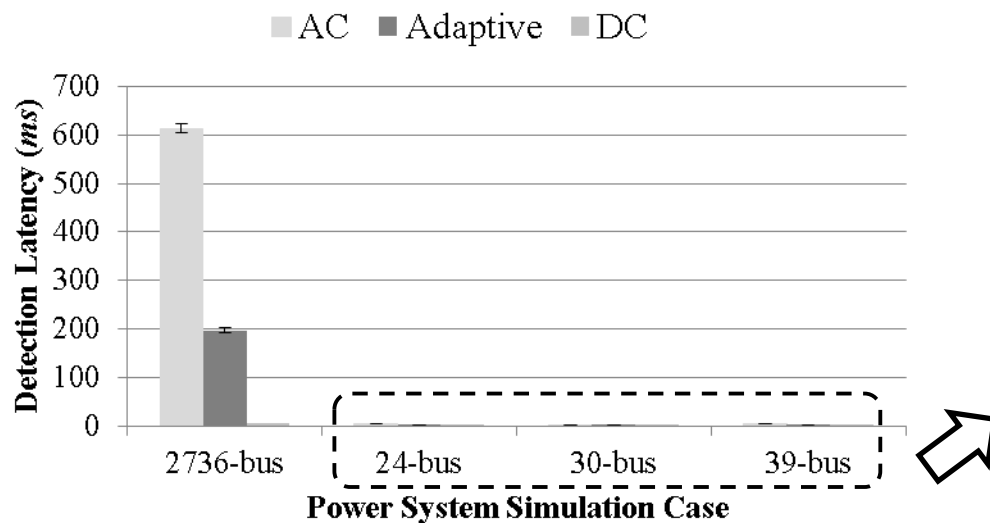 AC Adaptive DC
700
600
500
400
300
200
100
0
Detection Latency (ms)
2736-bus 24-bus 30-bus 39-bus
Power System Simulation Case